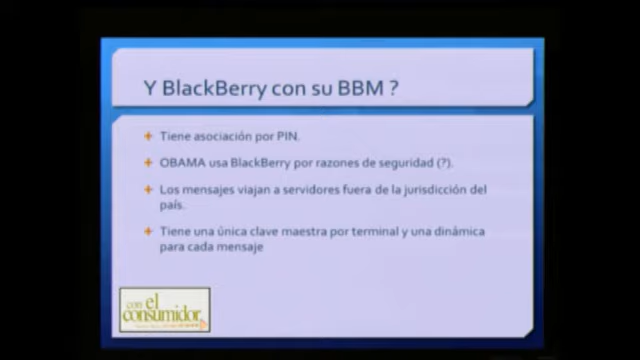 Y BlackBerry con su BBM ?
Tiene asociación por PIN.
OBAMA usa BlackBerry por razones de seguridad (?).
Los mensajes viajan a servidores fuera de la jurisdicción del
país.
Tiene una única clave maestra por terminal y una dinámica
para cada mensaje
con el
consumidor